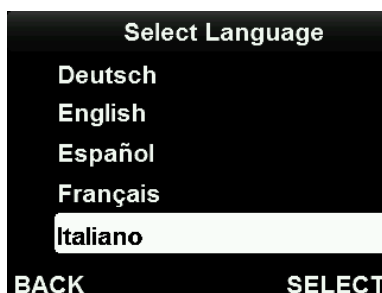 Select Language
Deutsch
English
Español
Français
Italiano
BACK SELECT